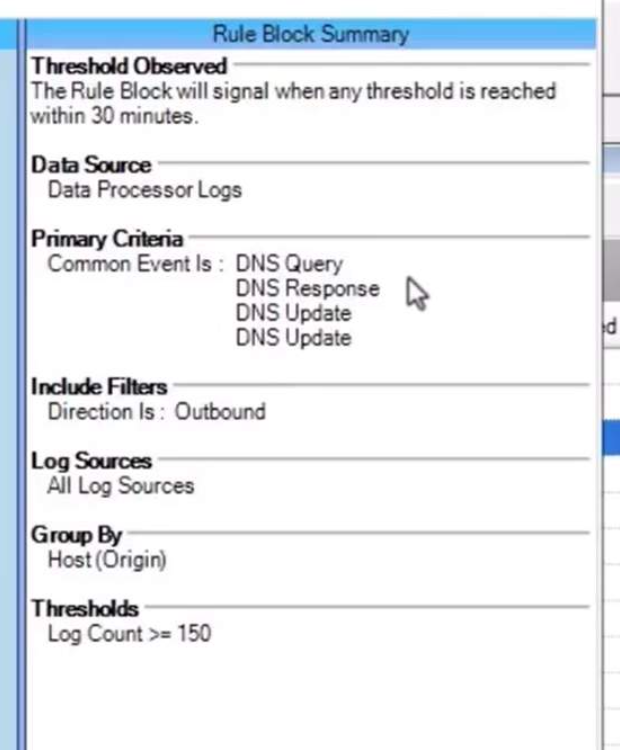 Rule Block Summary
Threshold Observed
The Rule Block will signal when any threshold is reached
within 30 minutes.
Data Source
Data Processor Logs
Primary Criteria
Common Event Is : DNS Query
DNS Response
DNS Update
DNS Update
Include Filters
Direction Is : Outbound
Log Sources
All Log Sources
Group By
Host (Origin)
Thresholds
Log Count >= 150